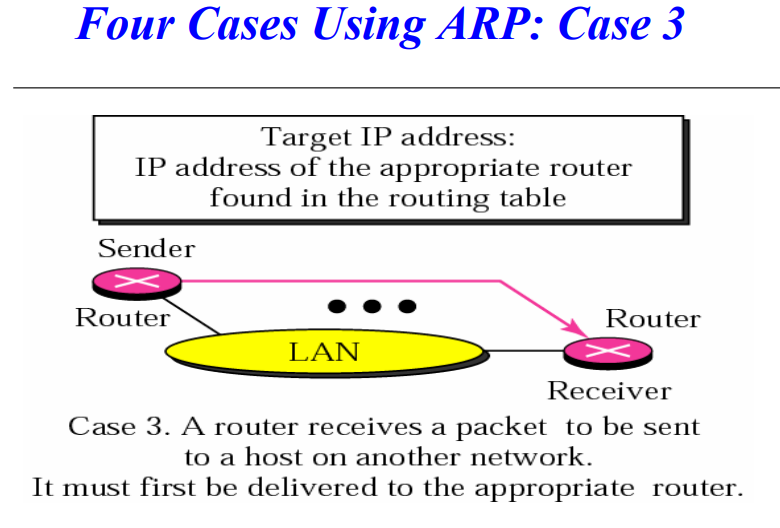 Four Cases Using ARP: Case 3
Target IP address:
IP address of the appropriate router
found in the routing table
Sender
Router
LAN
Router
Receiver
Case 3. A router receives a packet to be sent
to a host on another network.
It must first be delivered to the appropriate router.